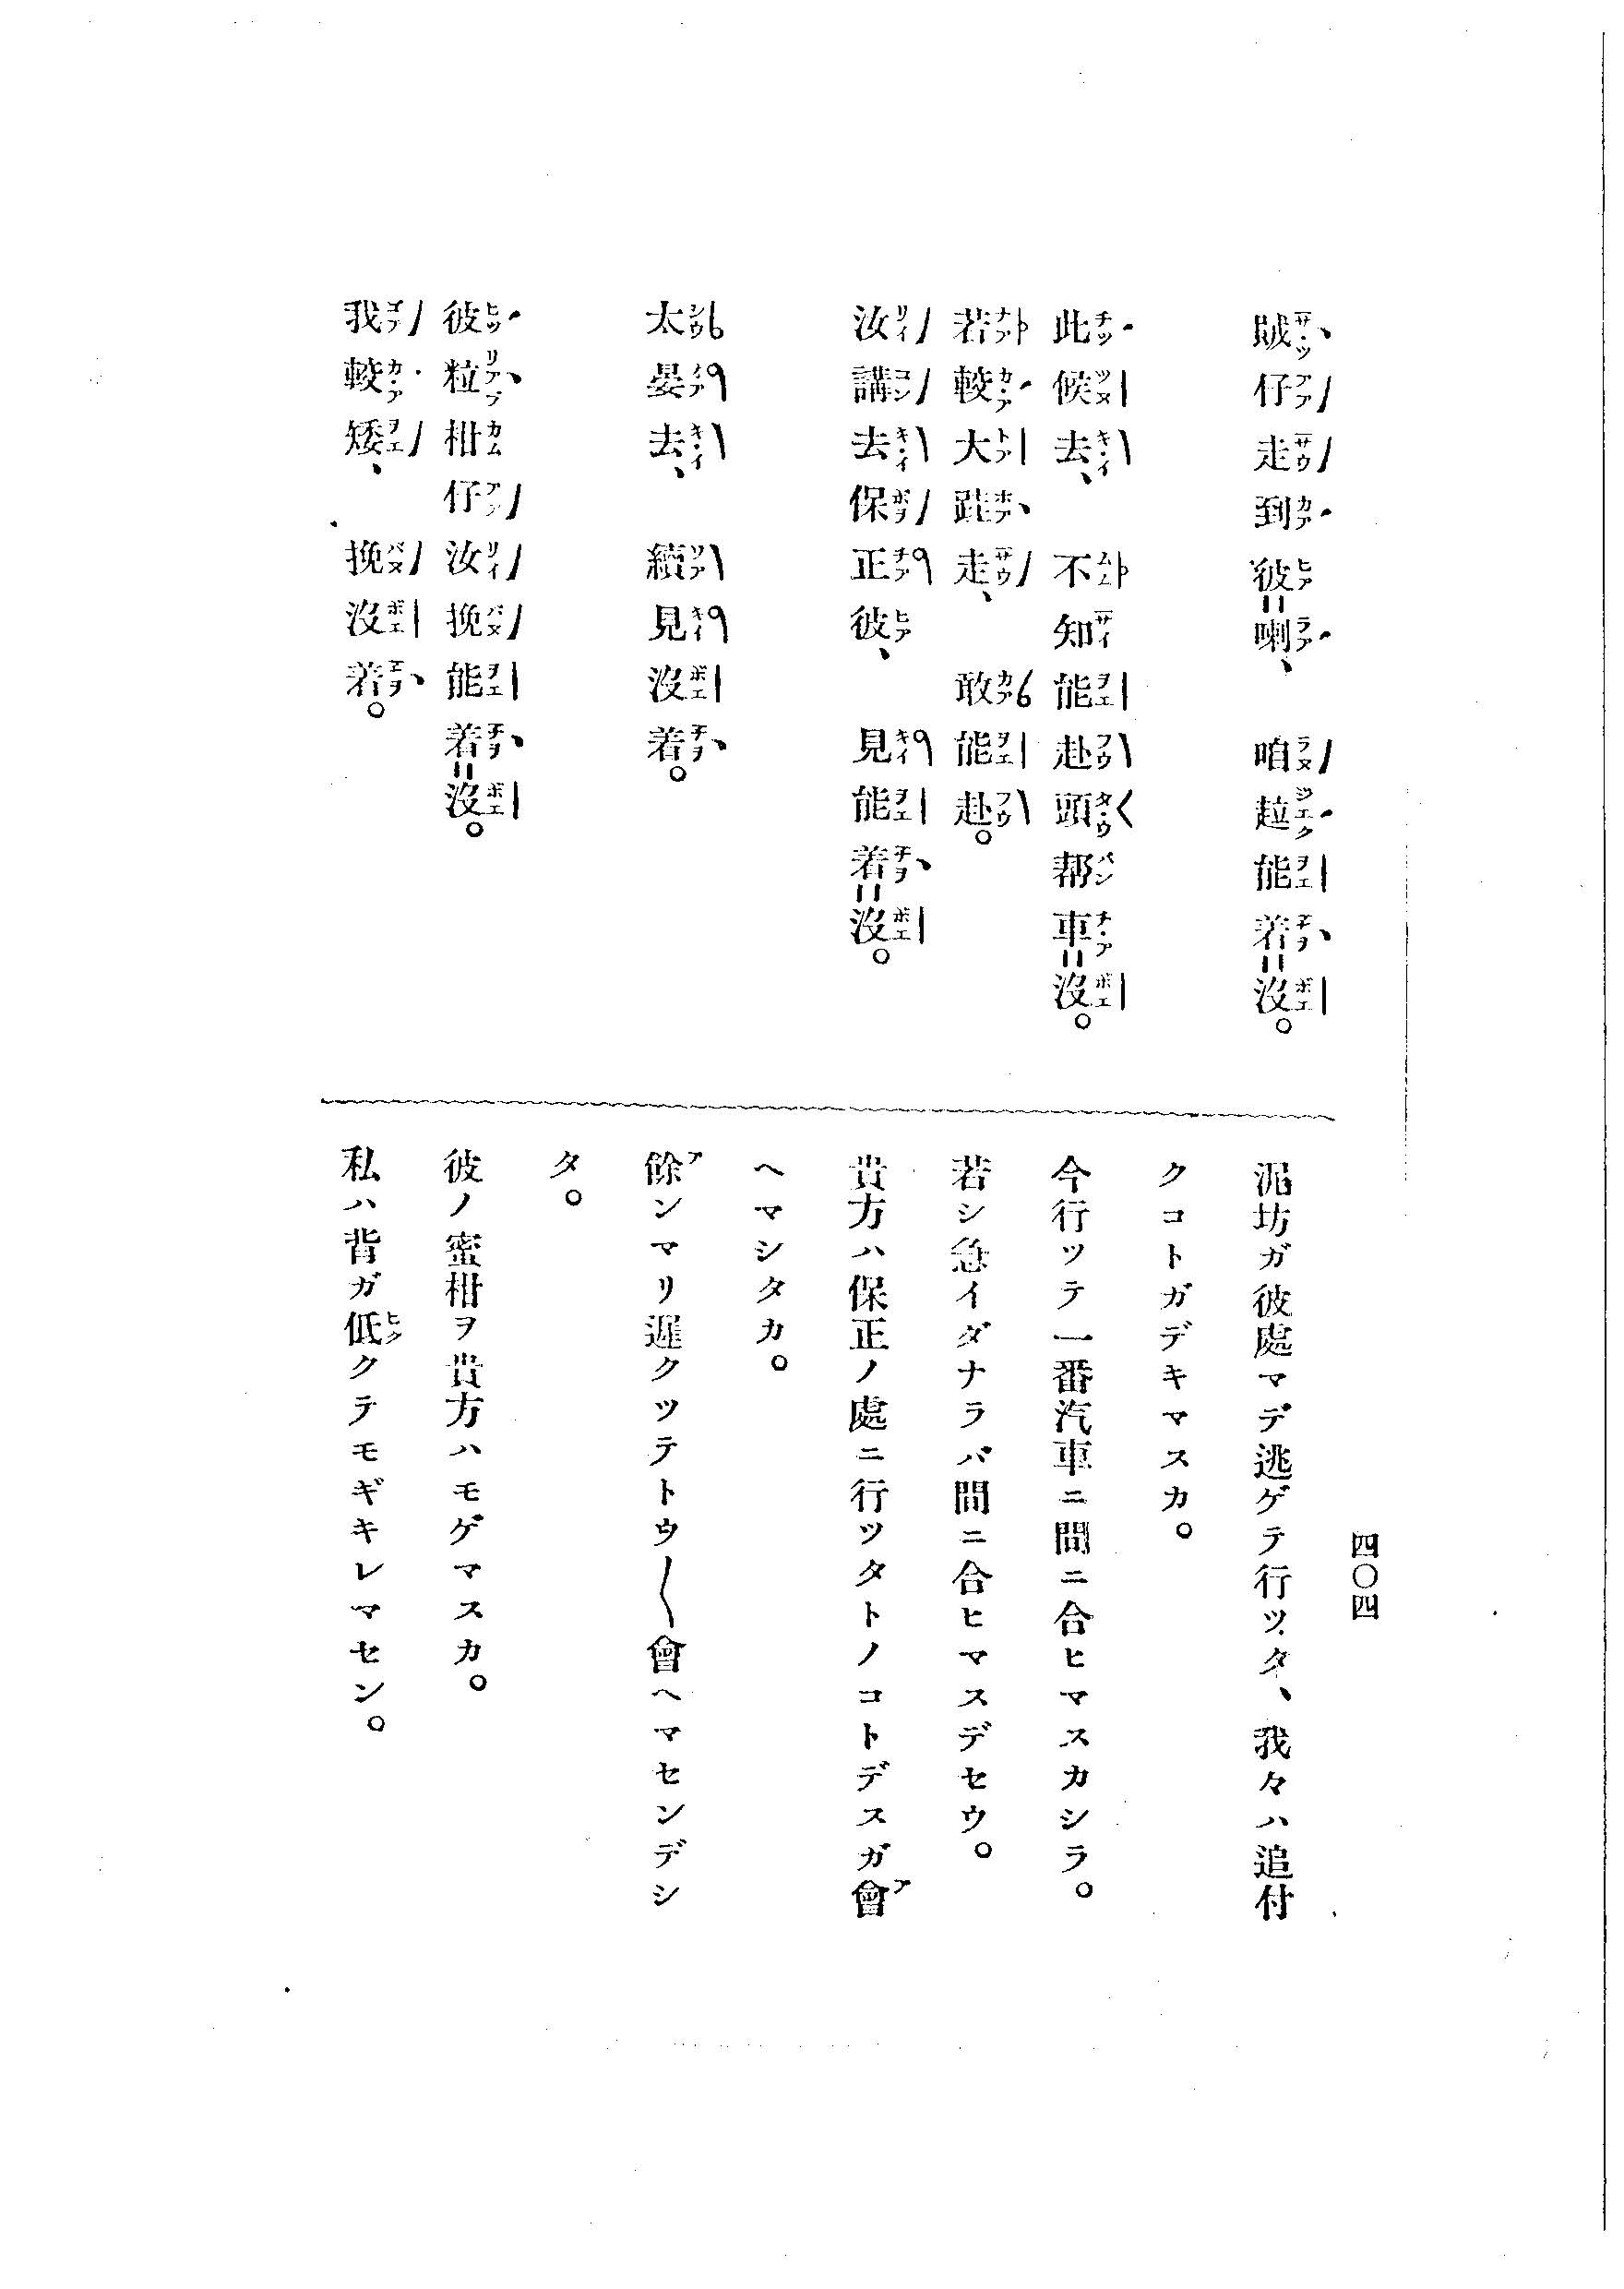 四〇四
賊仔走到彼=喇、咱趁能着=沒。
此候去、不知能赴頭帮車=沒。
若較大跐走、敢能赴。
汝講去保正彼、見能着=沒。
太晏去、續見沒着。
彼粒柑仔汝挽能着=沒。
我較矮、挽沒着。
泥坊ガ彼處マデ逃ゲテ行ッタ、我々ハ追付
クコトガデキマスカ。
今行ッテ一番汽車ニ間ニ合ヒマスカシラ。
若シ急イダナラバ間ニ合ヒマスデセウ。
貴方ハ保正ノ處ニ行ッタトノコトデスガ會
ヘマシタカ。
餘ンマリ遲クッテトウ〱會ヘマセンデシ
タ。
彼ノ蜜柑ヲ貴方ハモゲマスカ。
私ハ背ガ低クテモギキレマセン。